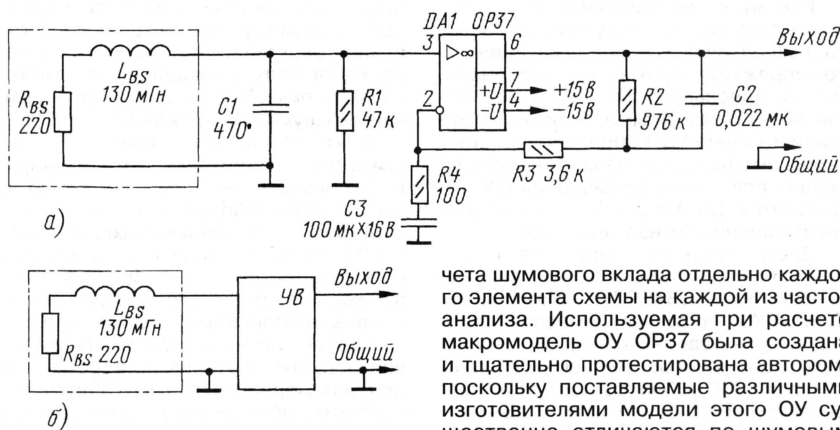 DA1 OP37
Выход
3
▷∞
6
L_BS
130 мГн
R_BS
220
C1
470
R1
47 к
2
+U
-U
7
4
+15В
-15В
R2
976 к
C2
0,022 мк
R4
100
R3 3,6 к
Общий
C3
100 мк×16В
а)
L_BS
130 мГн
R_BS 220
УВ
Выход
Общий
б)
чета шумового вклада отдельно каждо
го элемента схемы на каждой из часто
анализа. Используемая при расчете
макромодель ОУ OP37 была создана
и тщательно протестирована автором,
поскольку поставляемые различными
изготовителями модели этого ОУ су
щественно отличаются по шумовым